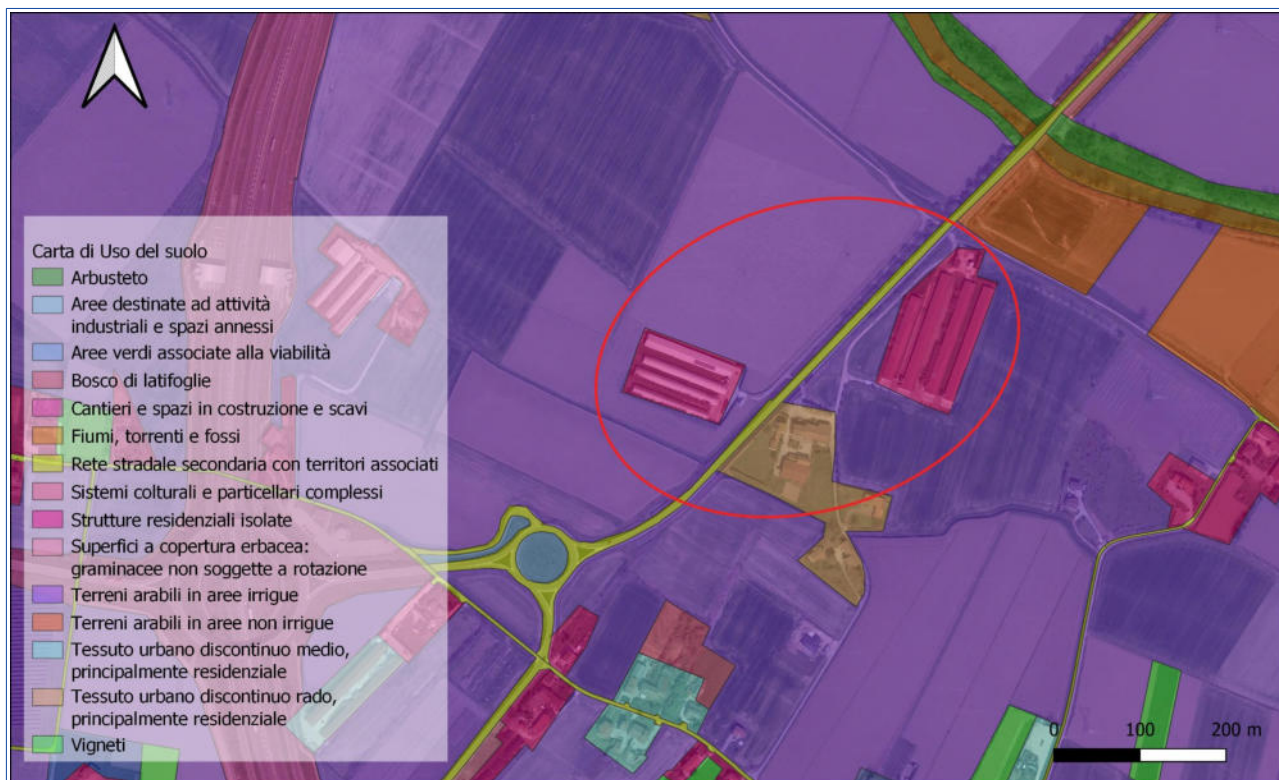 Carta di Uso del suolo
Arbusteto
Aree destinate ad attività
industriali e spazi annessi
Aree verdi associate alla viabilità
Bosco di latifoglie
Cantieri e spazi in costruzione e scavi
Fiumi, torrenti e fossi
Rete stradale secondaria con territori associati
Sistemi colturali e particellari complessi
Strutture residenziali isolate
Superfici a copertura erbacea:
graminacee non soggette a rotazione
Terreni arabili in aree irrigue
Terreni arabili in aree non irrigue
Tessuto urbano discontinuo medio,
principalmente residenziale
Tessuto urbano discontinuo rado,
principalmente residenziale
Vigneti
0 100 200 m